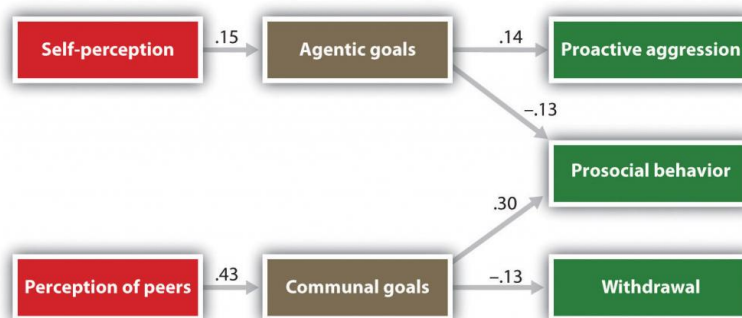 Self-perception
.15
Agentic goals
.14
Proactive aggression
–.13
Prosocial behavior
.30
Perception of peers
.43
Communal goals
–.13
Withdrawal